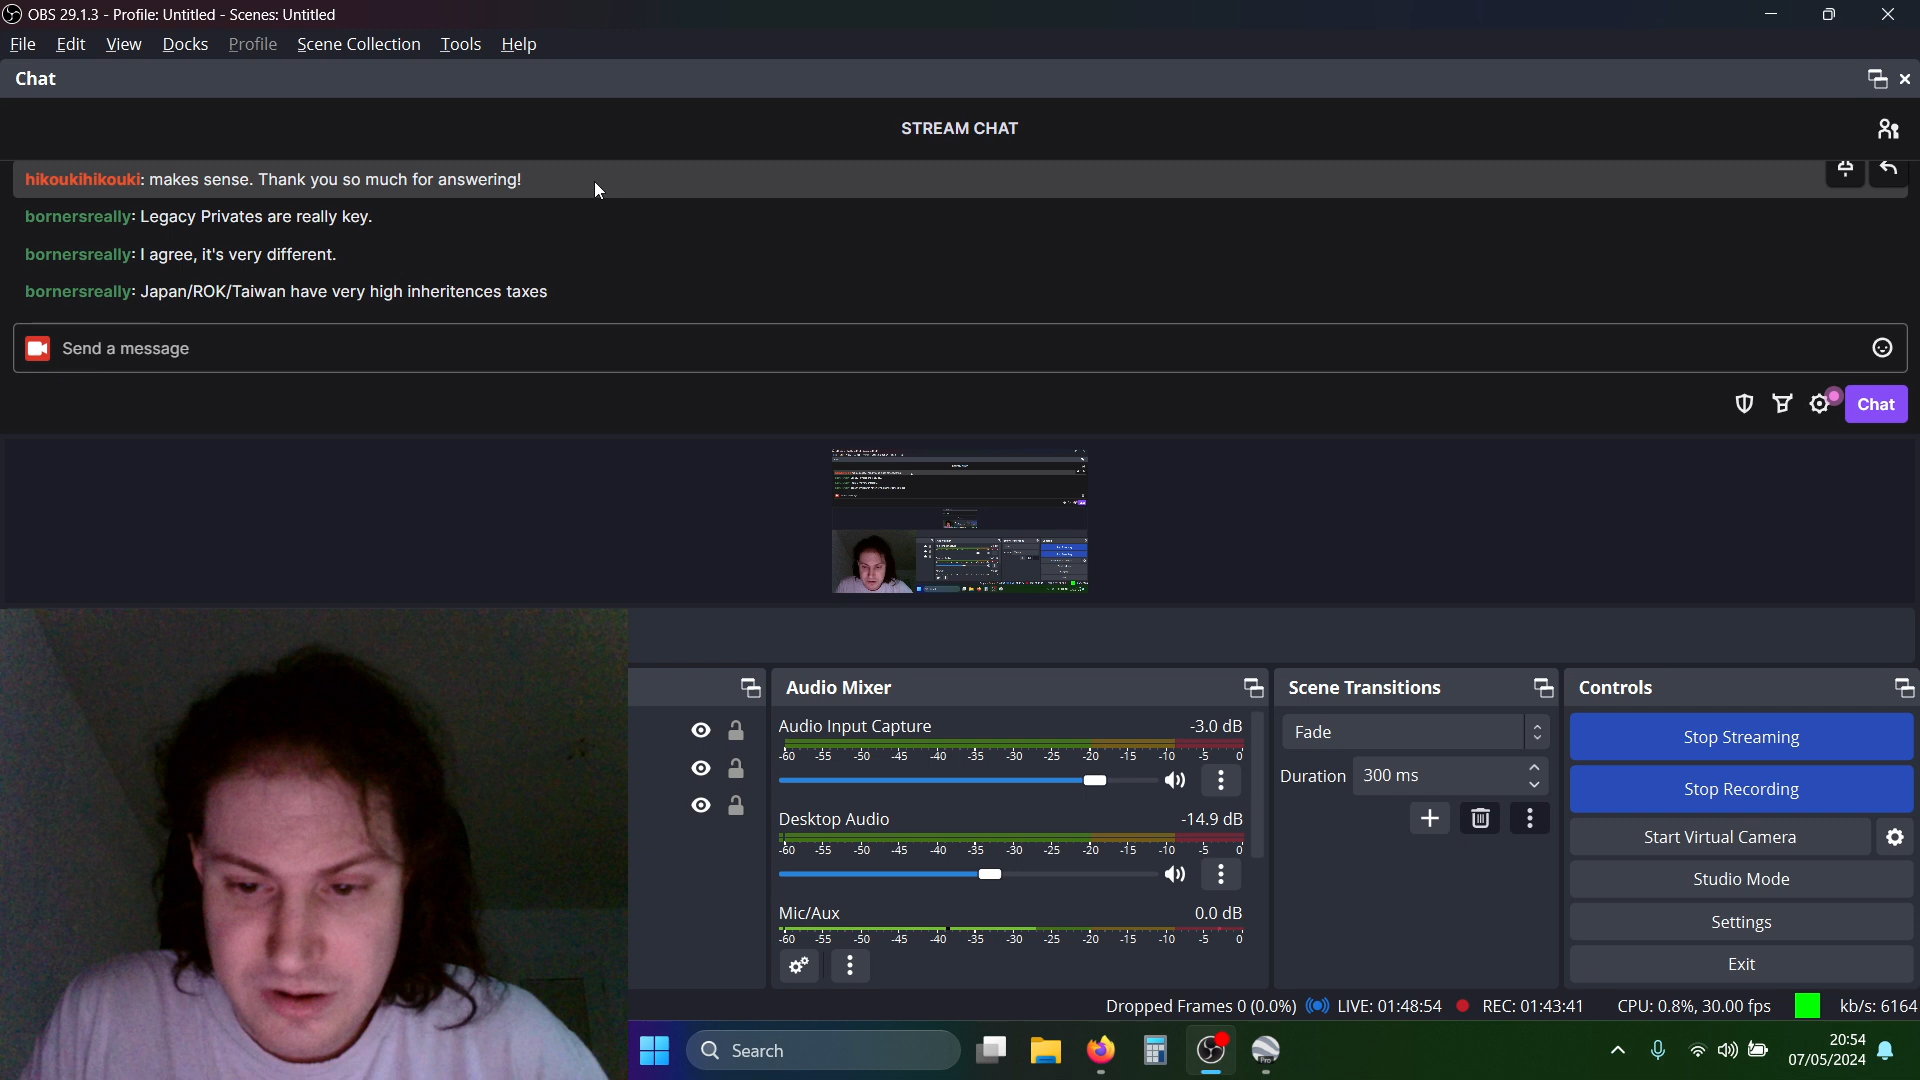 OBS 29.1.3 - Profile: Untitled - Scenes: Untitled
File Edit View Docks Profile Scene Collection Tools Help
Chat
STREAM CHAT
hikoukihikouki: makes sense. Thank you so much for answering!
bornersreally: Legacy Privates are really key.
bornersreally: I agree, it's very different.
bornersreally: Japan/ROK/Taiwan have very high inheritences taxes
Send a message
Chat
Audio Mixer
Audio Input Capture -3.0 dB
-60 -55 -50 -45 -40 -35 -30 -25 -20 -15 -10 -5 0
Desktop Audio -14.9 dB
-60 -55 -50 -45 -40 -35 -30 -25 -20 -15 -10 -5 0
Mic/Aux 0.0 dB
-60 -55 -50 -45 -40 -35 -30 -25 -20 -15 -10 -5 0
Scene Transitions
Fade
Duration 300 ms
Controls
Stop Streaming
Stop Recording
Start Virtual Camera
Studio Mode
Settings
Exit
Dropped Frames 0 (0.0%) LIVE: 01:48:54 REC: 01:43:41 CPU: 0.8%, 30.00 fps kb/s: 6164
Search
Pro
20:54
07/05/2024